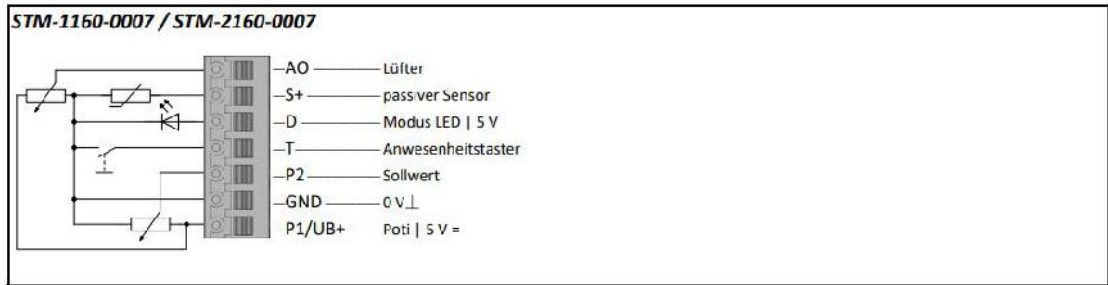 STM-1160-0007 / STM-2160-0007
AO Lüfter
S+ passiver Sensor
D Modus LED | 5 V
T Anwesenheitstaster
P2 Sollwert
GND 0 V⊥
P1/UB+ Poti | 5 V =